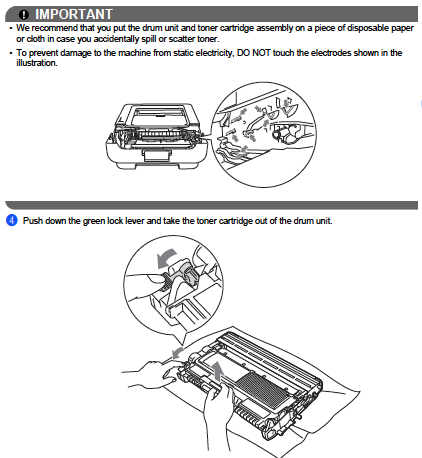 IMPORTANT
• We recommend that you put the drum unit and toner cartridge assembly on a piece of disposable paper
or cloth in case you accidentally spill or scatter toner.
• To prevent damage to the machine from static electricity, DO NOT touch the electrodes shown in the
illustration.
4 Push down the green lock lever and take the toner cartridge out of the drum unit.